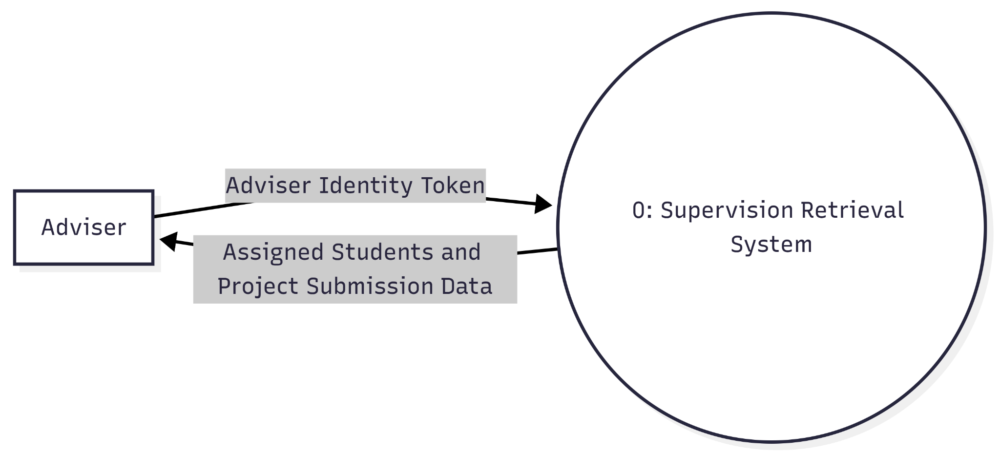 Adviser Identity Token
Adviser
Assigned Students and
Project Submission Data
0: Supervision Retrieval
System